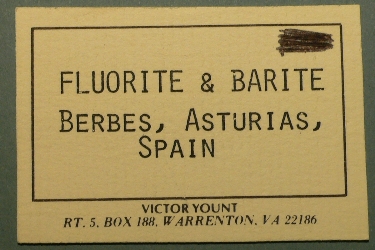 FLUORITE & BARITE
BERBES, ASTURIAS,
SPAIN
VICTOR YOUNT
RT. 5, BOX 188, WARRENTON, VA 22186